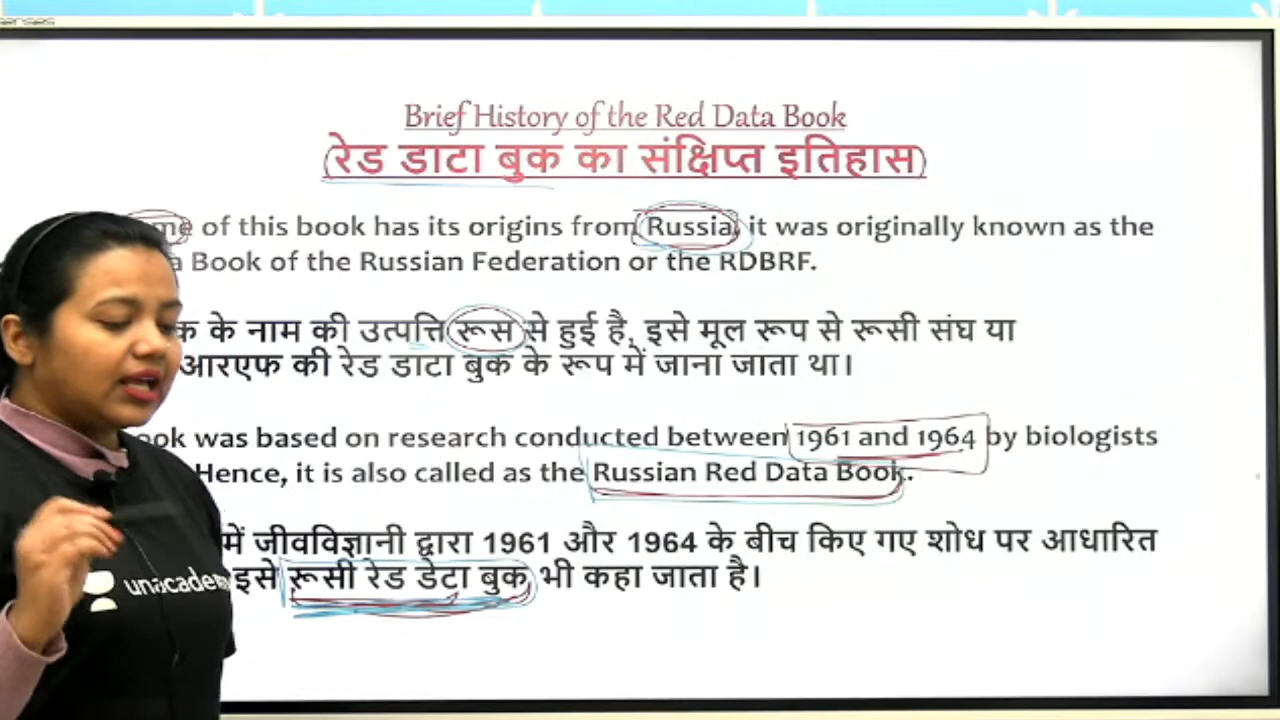 senses
Brief History of the Red Data Book
(रेड डाटा बुक का संक्षिप्त इतिहास)
me of this book has its origins from Russia, it was originally known as the
a Book of the Russian Federation or the RDBRF.
क के नाम की उत्पत्ति रूस से हुई है, इसे मूल रूप से रूसी संघ या
आरएफ की रेड डाटा बुक के रूप में जाना जाता था।
ook was based on research conducted between 1961 and 1964 by biologists
Hence, it is also called as the Russian Red Data Book.
में जीवविज्ञानी द्वारा 1961 और 1964 के बीच किए गए शोध पर आधारित
इसे रूसी रेड डेटा बुक भी कहा जाता है।
unacademy